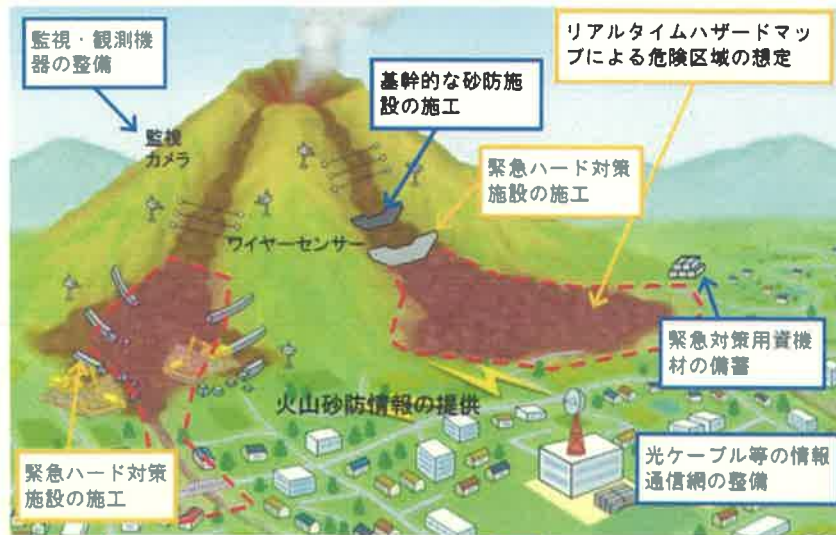 監視・観測機
器の整備
リアルタイムハザードマッ
プによる危険区域の想定
基幹的な砂防施
設の施工
監視
カメラ
緊急ハード対策
施設の施工
ワイヤーセンサー
緊急対策用資機
材の備蓄
火山砂防情報の提供
緊急ハード対策
施設の施工
光ケーブル等の情報
通信網の整備